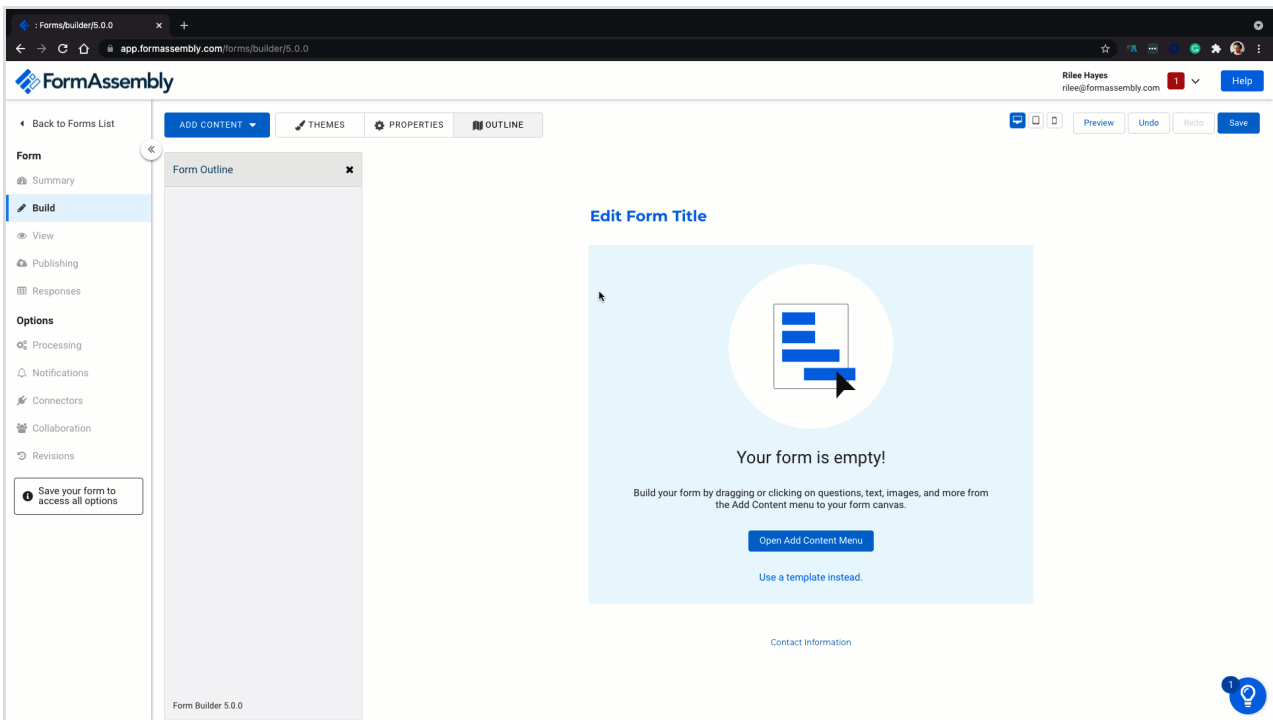 : Forms/builder/5.0.0
app.formassembly.com/forms/builder/5.0.0
FormAssembly
Rilee Hayes
rilee@formassembly.com
1
Help
Back to Forms List
ADD CONTENT
THEMES
PROPERTIES
OUTLINE
Preview
Undo
Redo
Save
Form
Summary
Build
View
Publishing
Responses
Options
Processing
Notifications
Connectors
Collaboration
Revisions
Save your form to
access all options
Form Outline
Form Builder 5.0.0
Edit Form Title
Your form is empty!
Build your form by dragging or clicking on questions, text, images, and more from
the Add Content menu to your form canvas.
Open Add Content Menu
Use a template instead.
Contact Information
1